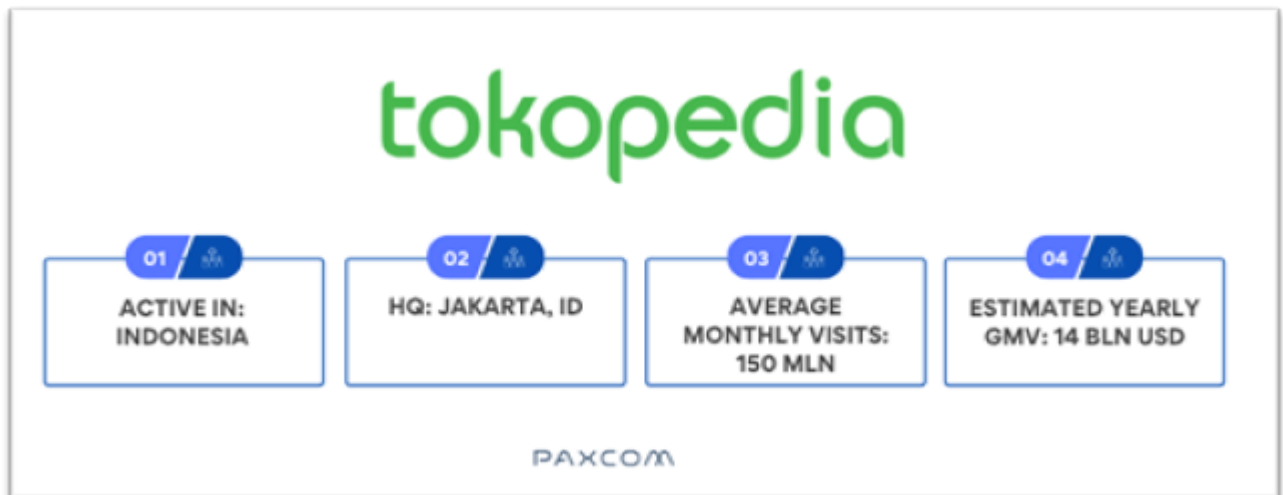 tokopedia
01
ACTIVE IN:
INDONESIA
02
HQ: JAKARTA, ID
03
AVERAGE
MONTHLY VISITS:
150 MLN
04
ESTIMATED YEARLY
GMV: 14 BLN USD
PAXCOM